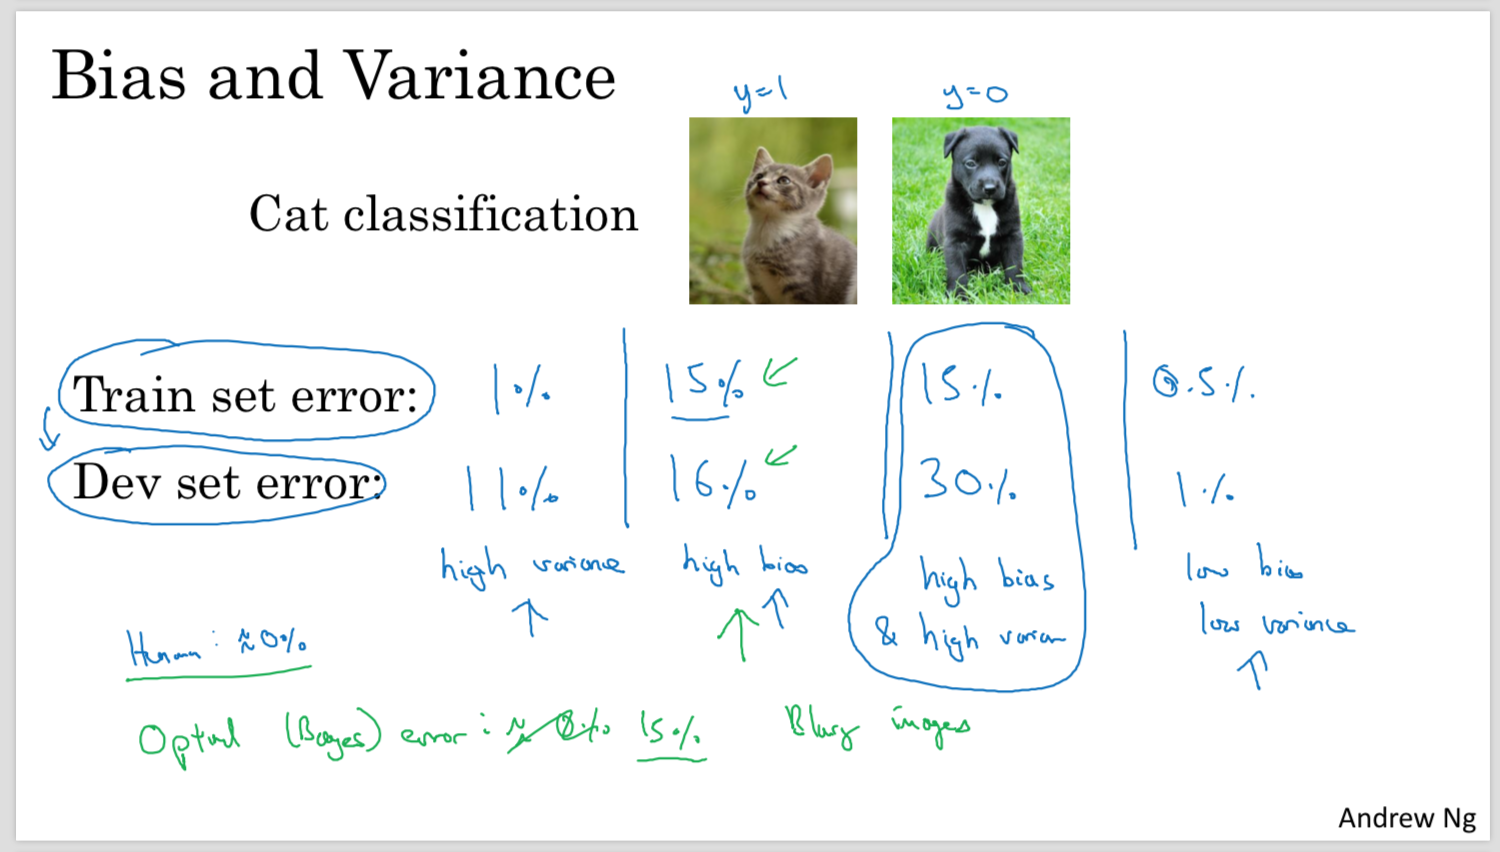 Bias and Variance
y=1 y=0
Cat classification
Train set error: 1% 15% 15% 0.5%
Dev set error: 11% 16% 30% 1%
high variance high bias high bias low bias
& high varian low variance
Human: ≈0%
Optimal (Bayes) error: ≈0% 15% Blurry images
Andrew Ng